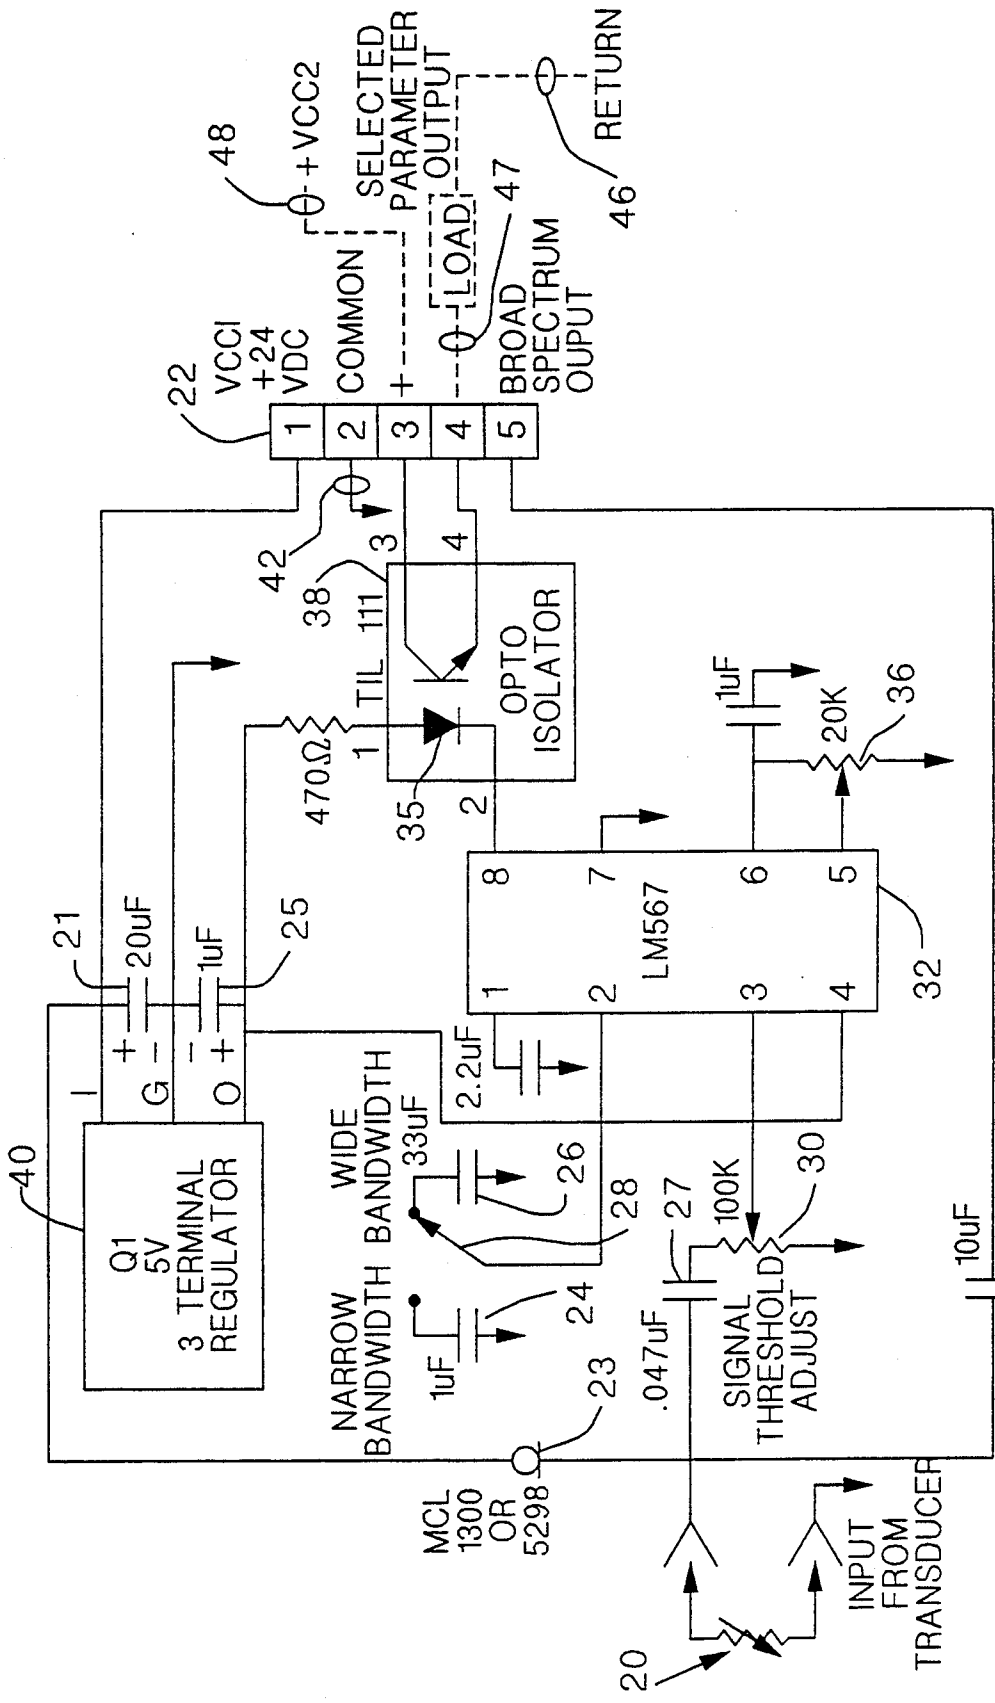 40
Q1
5V
3 TERMINAL
REGULATOR
I
G
O
+
−
−
+
21
20uF
1uF
25
22
VCCI
+24
VDC
COMMON
+
48
+ VCC2
SELECTED
PARAMETER
OUTPUT
LOAD
47
46
RETURN
BROAD
SPECTRUM
OUPUT
1
2
3
4
5
42
38
3
4
TIL 111
1
470Ω
35
2
OPTO
ISOLATOR
NARROW
BANDWIDTH
WIDE
BANDWIDTH
1uF
24
33uF
26
28
2.2uF
1
2
3
4
LM567
8
7
6
5
32
1uF
20K
36
MCL
1300
OR
5298
23
.047uF
27
100K
30
SIGNAL
THRESHOLD
ADJUST
10uF
20
INPUT
FROM
TRANSDUCER